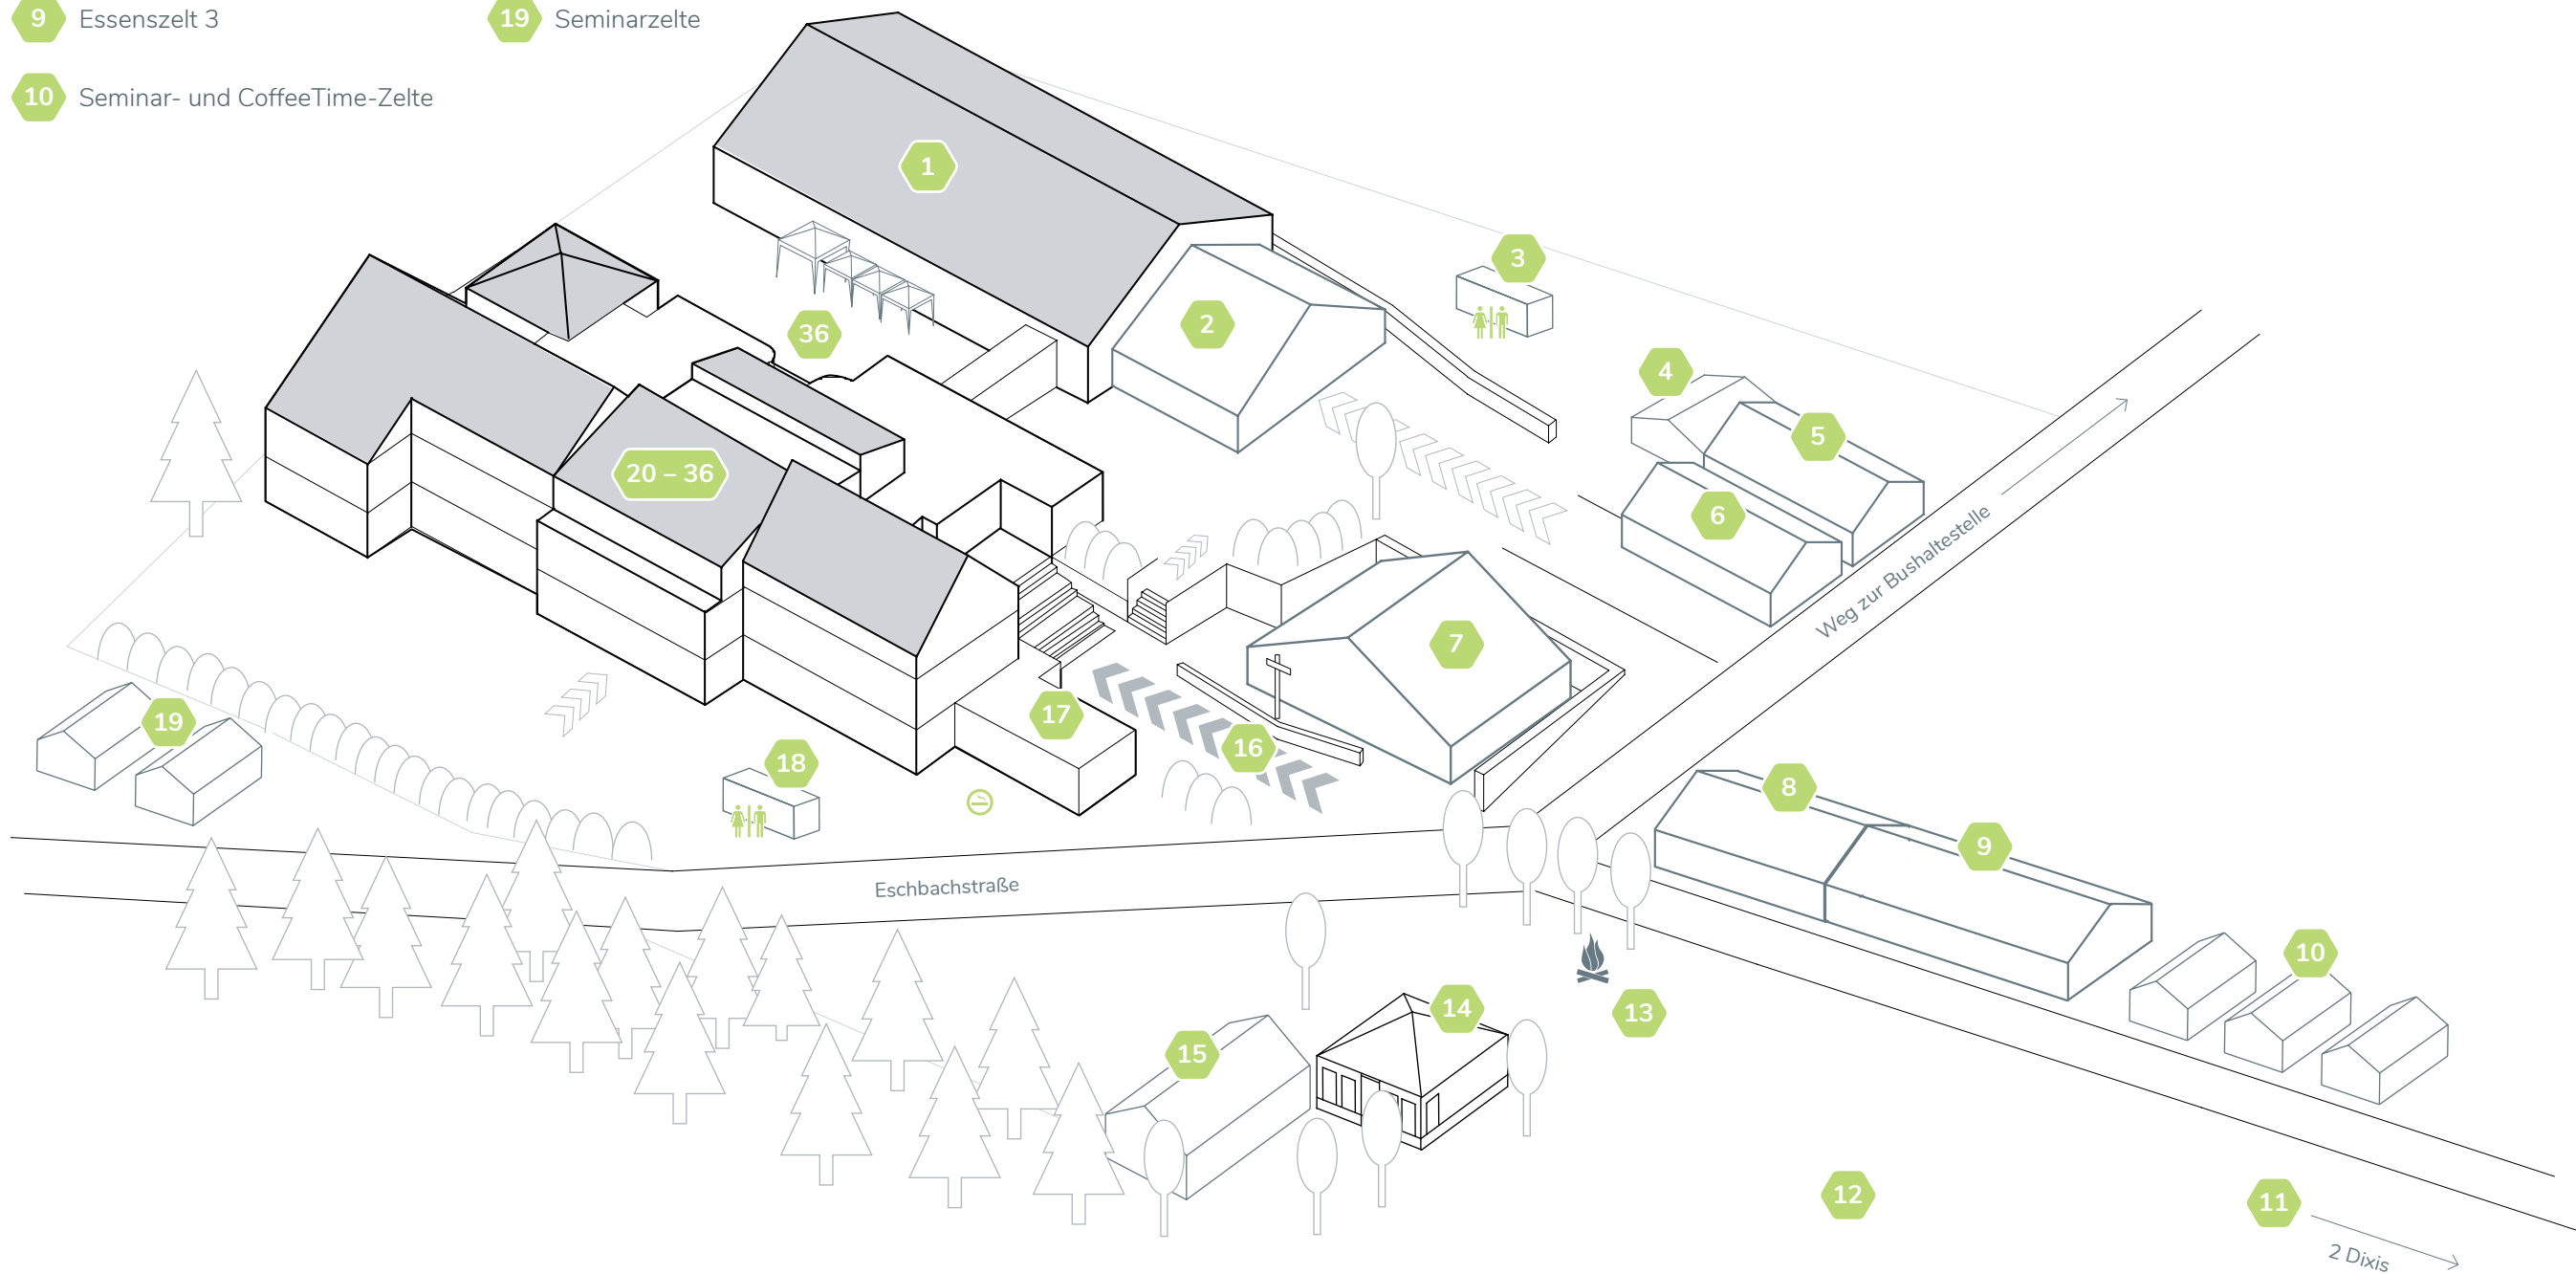 9 Essenszelt 3
19 Seminarzelte
10 Seminar- und CoffeeTime-Zelte
1
36
2
3
4
5
20 – 36
6
Weg zur Bushaltestelle
7
19
17
16
18
8
9
Eschbachstraße
10
14
13
15
12
11
2 Dixis